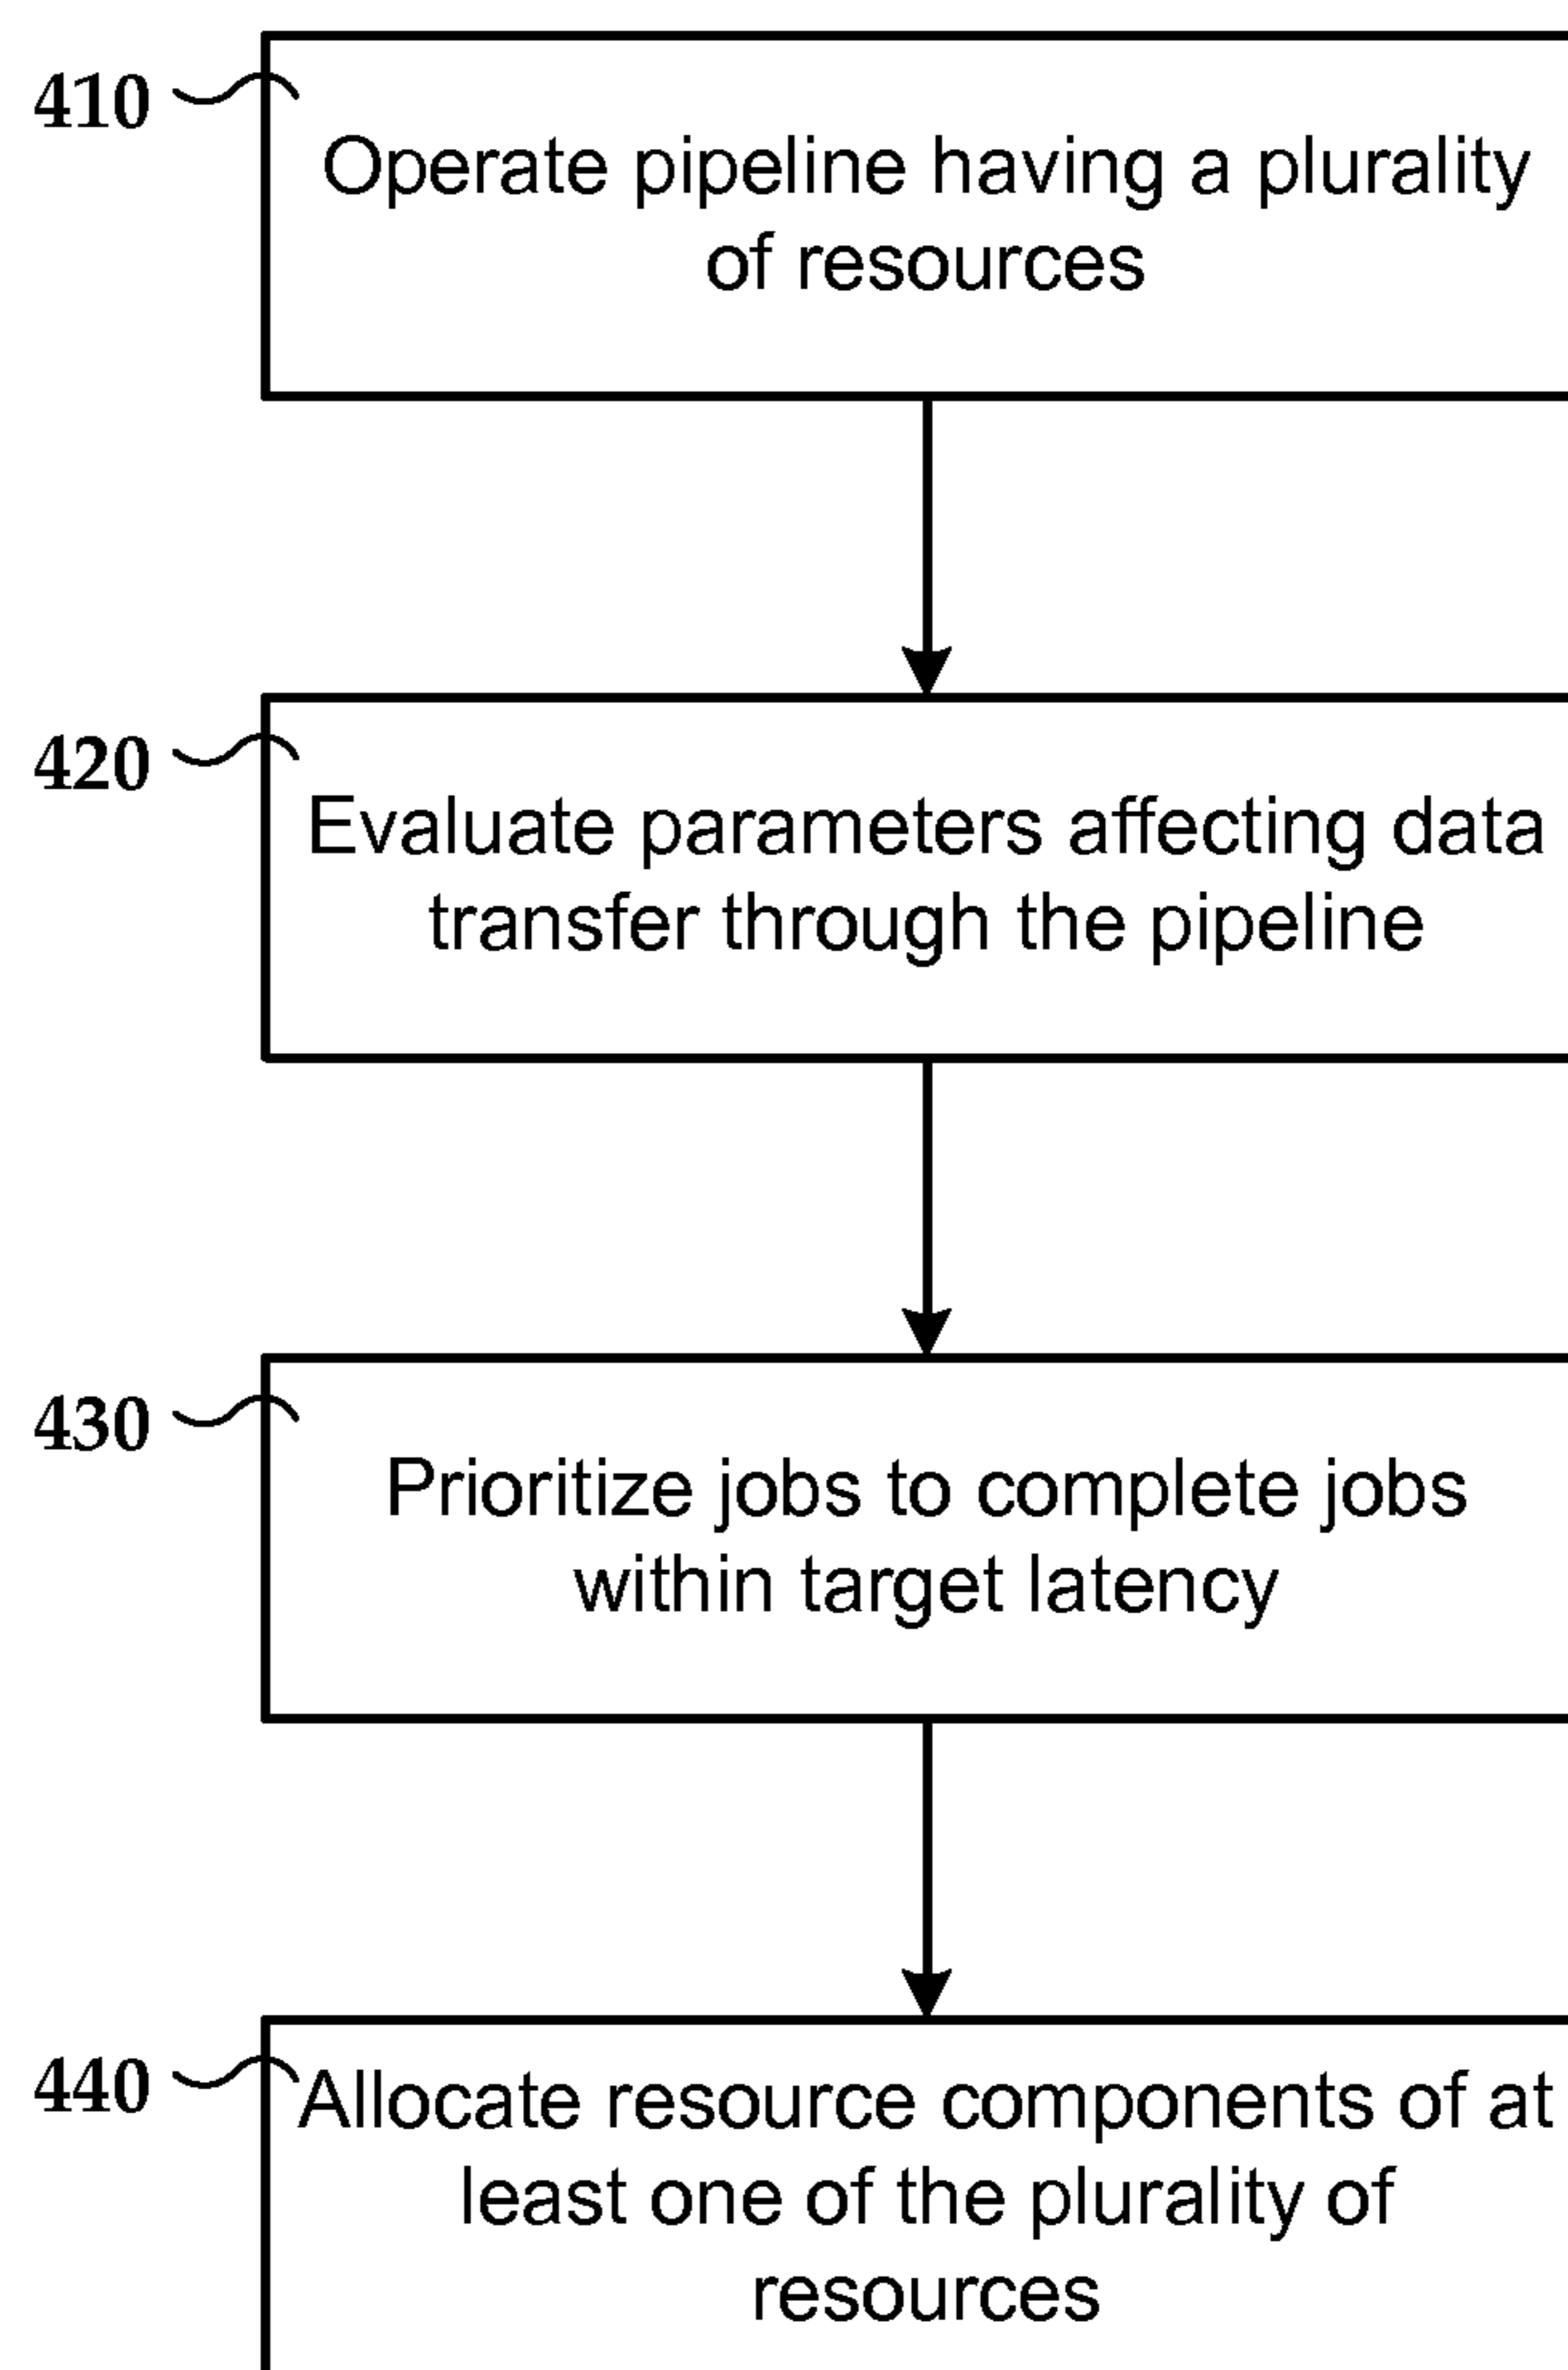 410
Operate pipeline having a plurality
of resources
420
Evaluate parameters affecting data
transfer through the pipeline
430
Prioritize jobs to complete jobs
within target latency
440
Allocate resource components of at
least one of the plurality of
resources